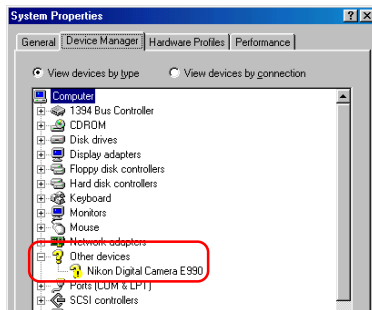 System Properties
General Device Manager Hardware Profiles Performance
View devices by type View devices by connection
Computer
1394 Bus Controller
CDROM
Disk drives
Display adapters
Floppy disk controllers
Hard disk controllers
Keyboard
Monitors
Mouse
Network adapters
Other devices
Nikon Digital Camera E990
Ports (COM & LPT)
SCSI controllers